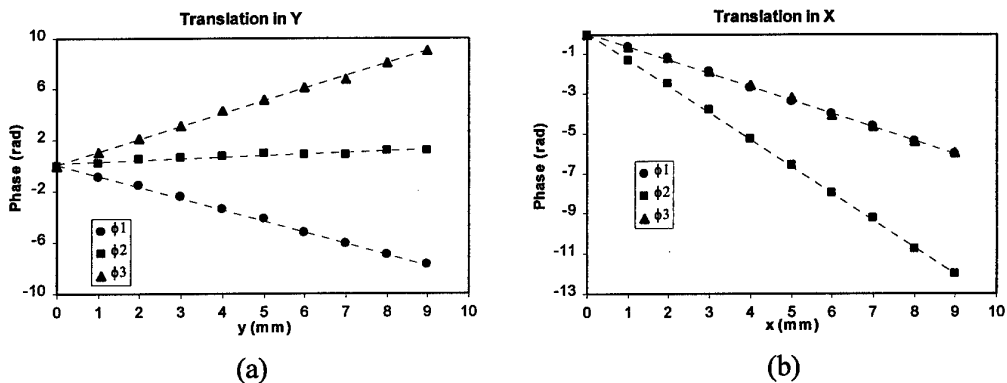 Translation in Y
10
6
2
-2
-6
-10
Phase (rad)
ϕ1
ϕ2
ϕ3
0 1 2 3 4 5 6 7 8 9 10
y (mm)
(a)
Translation in X
-1
-3
-5
-7
-9
-11
-13
Phase (rad)
ϕ1
ϕ2
ϕ3
0 1 2 3 4 5 6 7 8 9 10
x (mm)
(b)